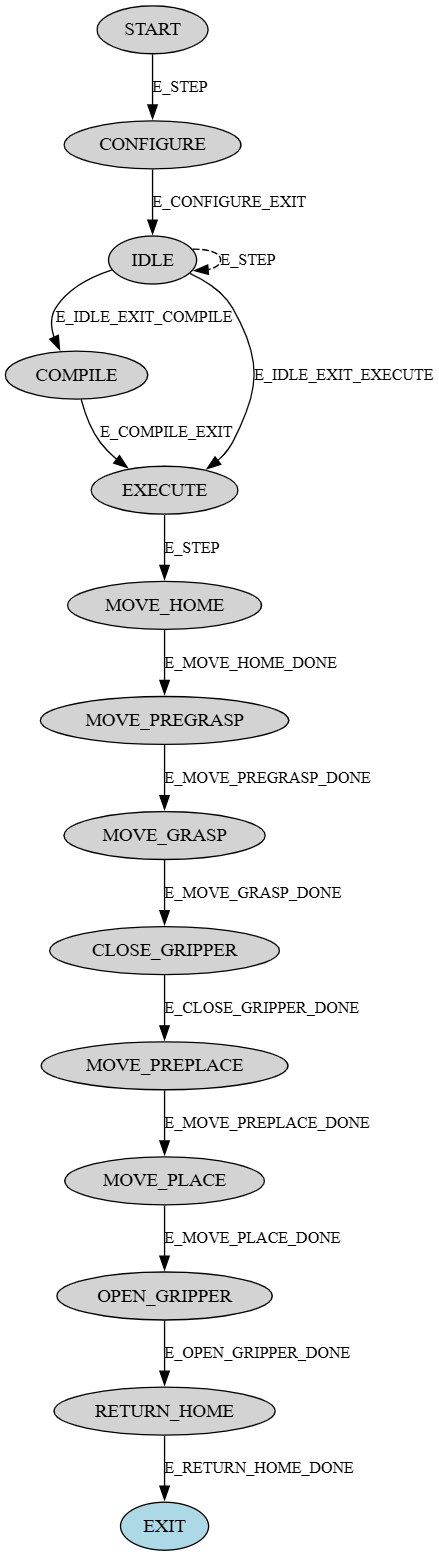 START
E_STEP
CONFIGURE
E_CONFIGURE_EXIT
IDLE
E_STEP
E_IDLE_EXIT_COMPILE
COMPILE
E_IDLE_EXIT_EXECUTE
E_COMPILE_EXIT
EXECUTE
E_STEP
MOVE_HOME
E_MOVE_HOME_DONE
MOVE_PREGRASP
E_MOVE_PREGRASP_DONE
MOVE_GRASP
E_MOVE_GRASP_DONE
CLOSE_GRIPPER
E_CLOSE_GRIPPER_DONE
MOVE_PREPLACE
E_MOVE_PREPLACE_DONE
MOVE_PLACE
E_MOVE_PLACE_DONE
OPEN_GRIPPER
E_OPEN_GRIPPER_DONE
RETURN_HOME
E_RETURN_HOME_DONE
EXIT